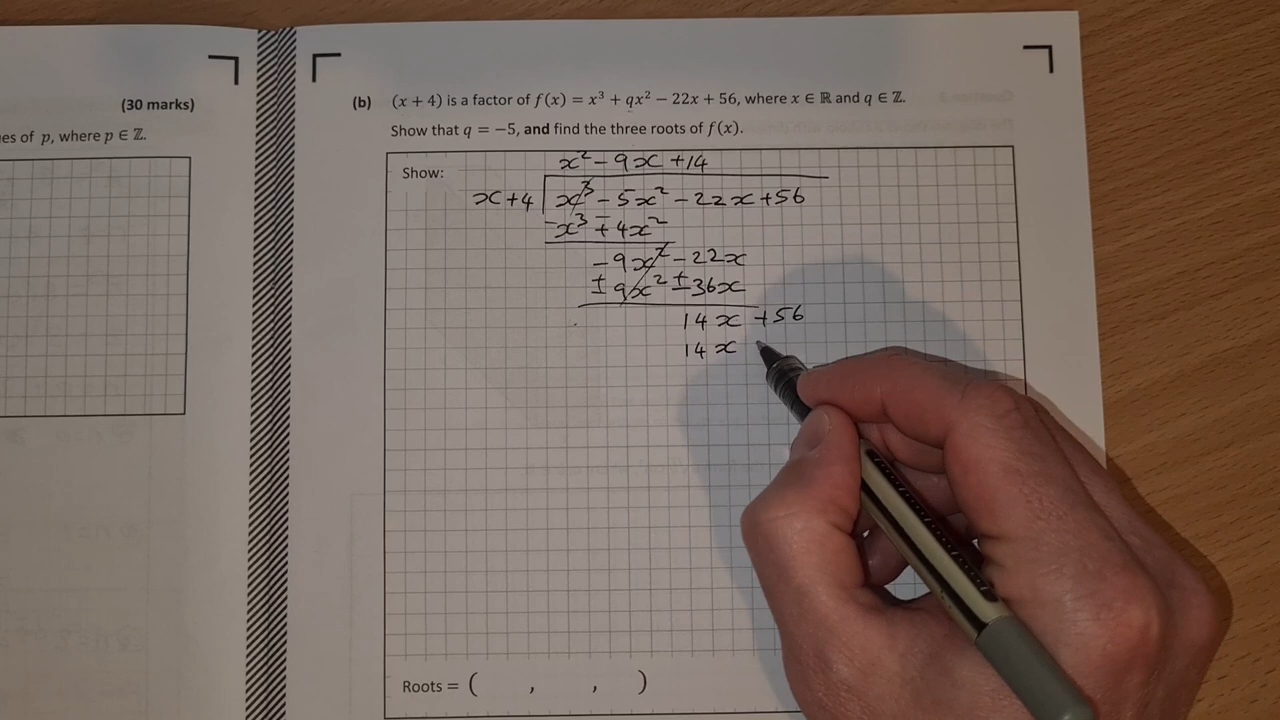 (30 marks)
es of p, where p ∈ ℤ.
(b) (x + 4) is a factor of f(x) = x³ + qx² − 22x + 56, where x ∈ ℝ and q ∈ ℤ.
Show that q = −5, and find the three roots of f(x).
Show:
x² − 9x + 14
x + 4 x³ − 5x² − 22x + 56
− x³ ∓ 4x²
− 9x² − 22x
± 9x² ± 36x
14x + 56
14x
Roots = ( , , )